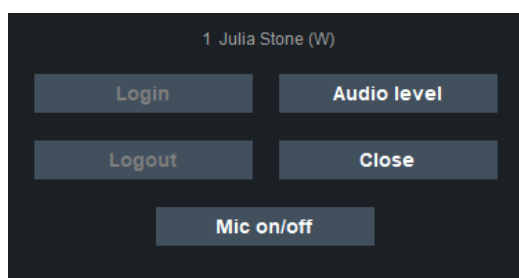 1 Julia Stone (W)
Login
Audio level
Logout
Close
Mic on/off